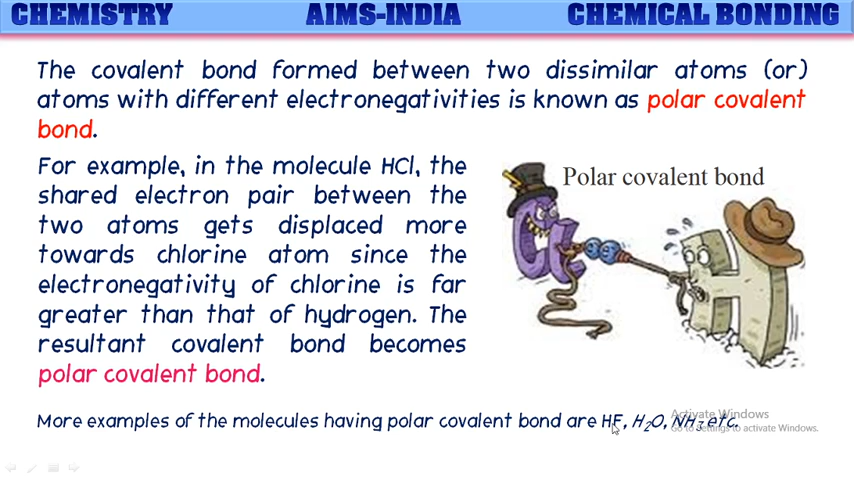 CHEMISTRY AIMS-INDIA CHEMICAL BONDING
The covalent bond formed between two dissimilar atoms (or)
atoms with different electronegativities is known as polar covalent
bond.
For example, in the molecule HCl, the
shared electron pair between the
two atoms gets displaced more
towards chlorine atom since the
electronegativity of chlorine is far
greater than that of hydrogen. The
resultant covalent bond becomes
polar covalent bond.
Polar covalent bond
Cl
H
More examples of the molecules having polar covalent bond are HF, H₂O, NH₃ etc.
Activate Windows
Go to Settings to activate Windows.